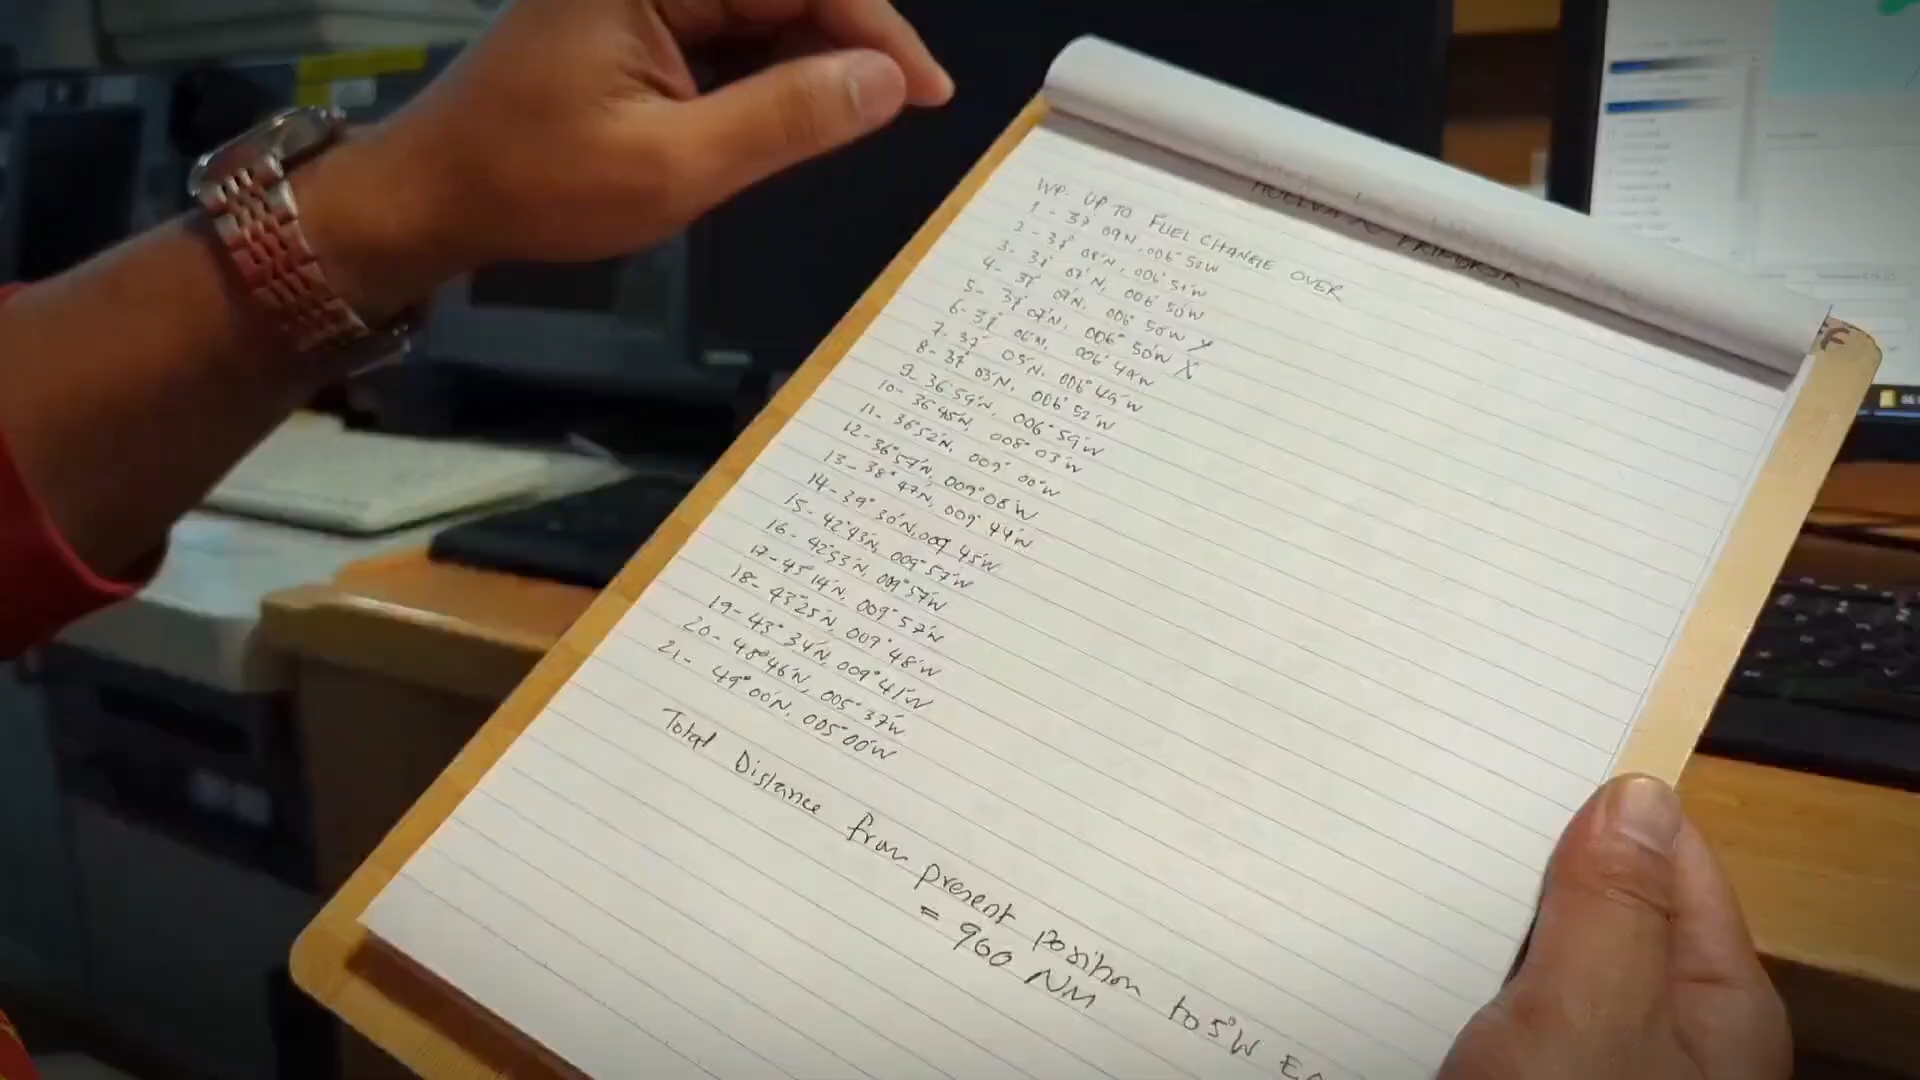 WP. UP TO FUEL CHANGE OVER
1 - 37° 09'N, 006° 52'W
2 - 37° 08'N, 006° 51'W
3 - 37° 07'N, 006° 50'W
4 - 37° 07'N, 006° 50'W X
5 - 37° 07'N, 006° 50'W X
6 - 37° 06'N, 006° 49'W
7 - 37° 05'N, 006° 49'W
8 - 37° 03'N, 006° 52'W
9 - 36° 59'N, 006° 59'W
10 - 36° 45'N, 008° 03'W
11 - 36° 52'N, 009° 00'W
12 - 36° 57'N, 009° 08'W
13 - 38° 47'N, 009° 44'W
14 - 39° 30'N, 009° 45'W
15 - 42° 43'N, 009° 57'W
16 - 42° 53'N, 009° 57'W
17 - 43° 14'N, 009° 57'W
18 - 43° 25'N, 009° 48'W
19 - 43° 34'N, 009° 41'W
20 - 48° 46'N, 005° 37'W
21 - 49° 00'N, 005° 00'W
Total Distance from present position to 5°W
= 960 NM